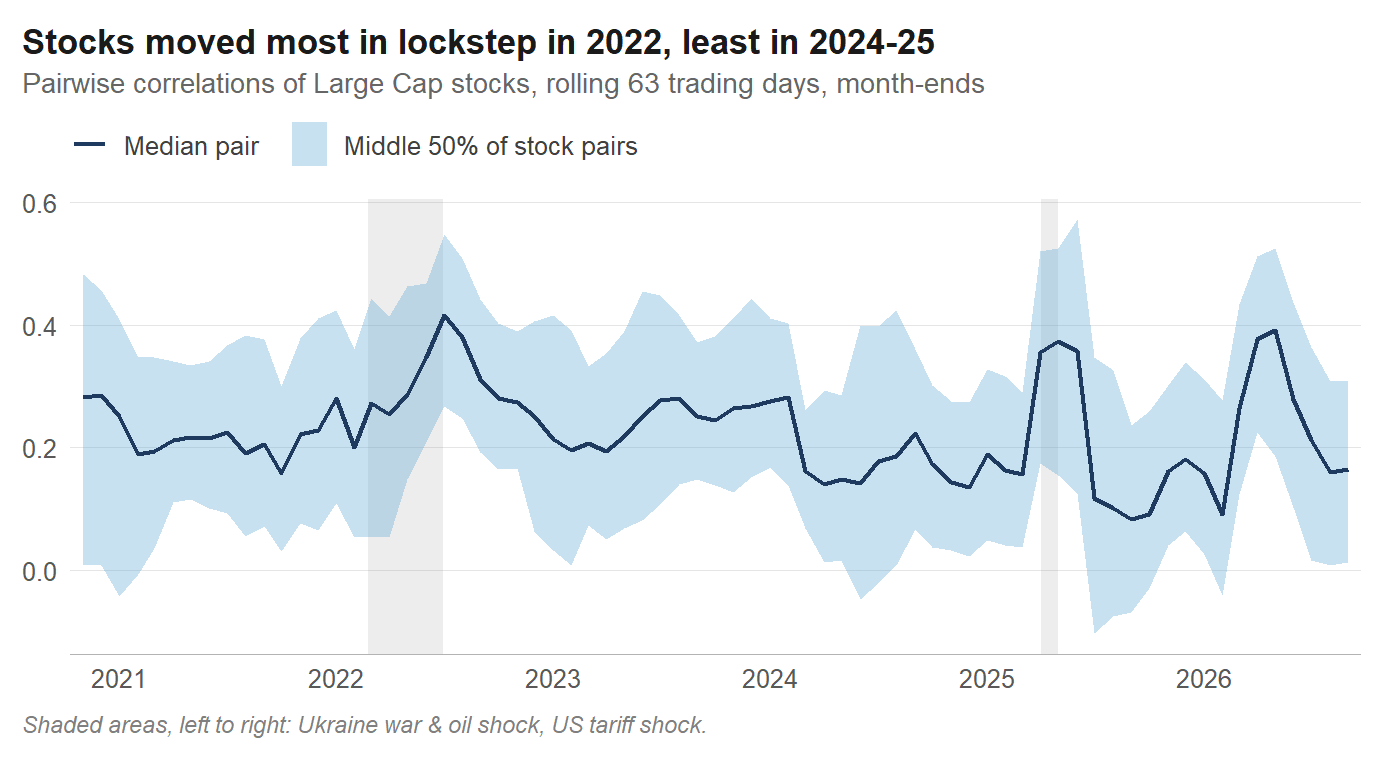 Stocks moved most in lockstep in 2022, least in 2024-25
Pairwise correlations of Large Cap stocks, rolling 63 trading days, month-ends
Median pair
Middle 50% of stock pairs
0.6
0.4
0.2
0.0
2021 2022 2023 2024 2025 2026
Shaded areas, left to right: Ukraine war & oil shock, US tariff shock.